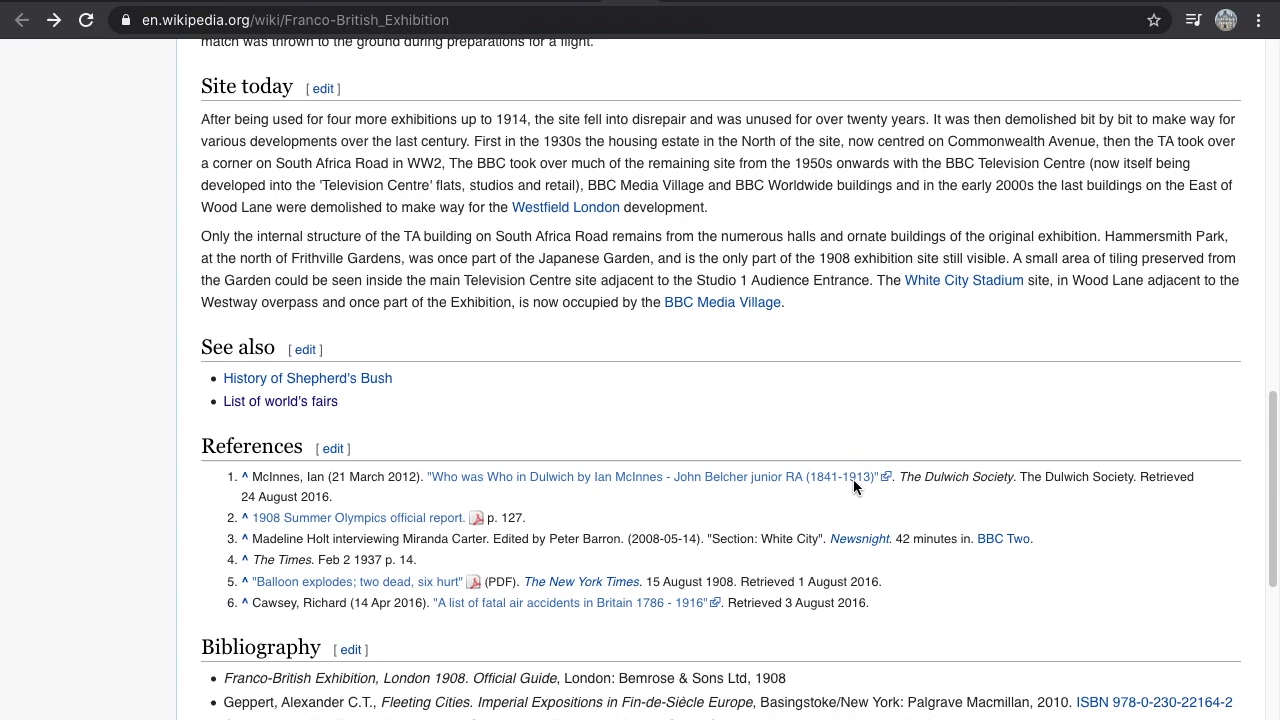 en.wikipedia.org/wiki/Franco-British_Exhibition
match was thrown to the ground during preparations for a flight.
Site today [ edit ]
After being used for four more exhibitions up to 1914, the site fell into disrepair and was unused for over twenty years. It was then demolished bit by bit to make way for
various developments over the last century. First in the 1930s the housing estate in the North of the site, now centred on Commonwealth Avenue, then the TA took over
a corner on South Africa Road in WW2, The BBC took over much of the remaining site from the 1950s onwards with the BBC Television Centre (now itself being
developed into the 'Television Centre' flats, studios and retail), BBC Media Village and BBC Worldwide buildings and in the early 2000s the last buildings on the East of
Wood Lane were demolished to make way for the Westfield London development.
Only the internal structure of the TA building on South Africa Road remains from the numerous halls and ornate buildings of the original exhibition. Hammersmith Park,
at the north of Frithville Gardens, was once part of the Japanese Garden, and is the only part of the 1908 exhibition site still visible. A small area of tiling preserved from
the Garden could be seen inside the main Television Centre site adjacent to the Studio 1 Audience Entrance. The White City Stadium site, in Wood Lane adjacent to the
Westway overpass and once part of the Exhibition, is now occupied by the BBC Media Village.
See also [ edit ]
• History of Shepherd's Bush
• List of world's fairs
References [ edit ]
1. ^ McInnes, Ian (21 March 2012). "Who was Who in Dulwich by Ian McInnes - John Belcher junior RA (1841-1913)". The Dulwich Society. The Dulwich Society. Retrieved
24 August 2016.
2. ^ 1908 Summer Olympics official report. p. 127.
3. ^ Madeline Holt interviewing Miranda Carter. Edited by Peter Barron. (2008-05-14). "Section: White City". Newsnight. 42 minutes in. BBC Two.
4. ^ The Times. Feb 2 1937 p. 14.
5. ^ "Balloon explodes; two dead, six hurt" (PDF). The New York Times. 15 August 1908. Retrieved 1 August 2016.
6. ^ Cawsey, Richard (14 Apr 2016). "A list of fatal air accidents in Britain 1786 - 1916". Retrieved 3 August 2016.
Bibliography [ edit ]
• Franco-British Exhibition, London 1908. Official Guide, London: Bemrose & Sons Ltd, 1908
• Geppert, Alexander C.T., Fleeting Cities. Imperial Expositions in Fin-de-Siècle Europe, Basingstoke/New York: Palgrave Macmillan, 2010. ISBN 978-0-230-22164-2